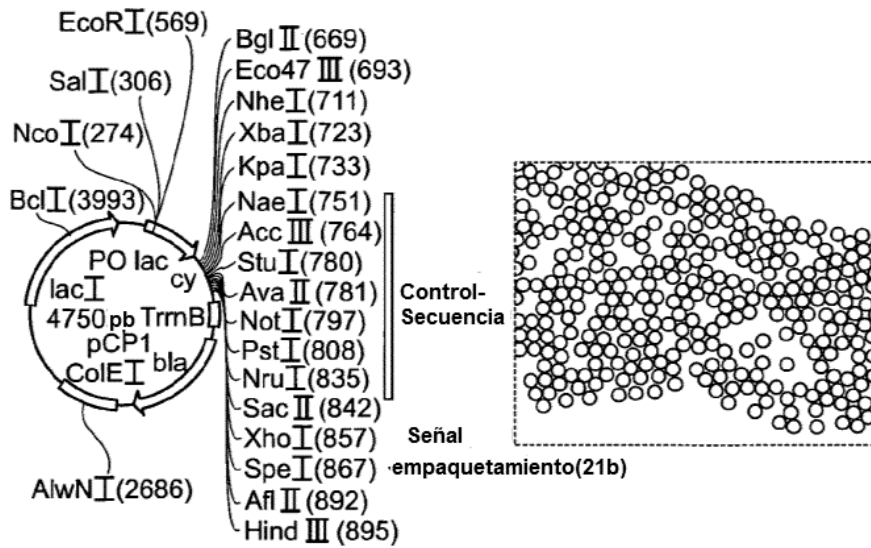 EcoRI(569)
SalI(306)
NcoI(274)
BclI(3993)
BglII(669)
Eco47III(693)
NheI(711)
XbaI(723)
KpaI(733)
NaeI(751)
AccIII(764)
StuI(780)
AvaII(781)
NotI(797)
PstI(808)
NruI(835)
SacII(842)
XhoI(857)
SpeI(867)
AflII(892)
HindIII(895)
PO lac
cy
lacI
4750 pb TrrnB
pCP1
ColEI bla
AlwNI(2686)
Control-
Secuencia
Señal
empaquetamiento(21b)